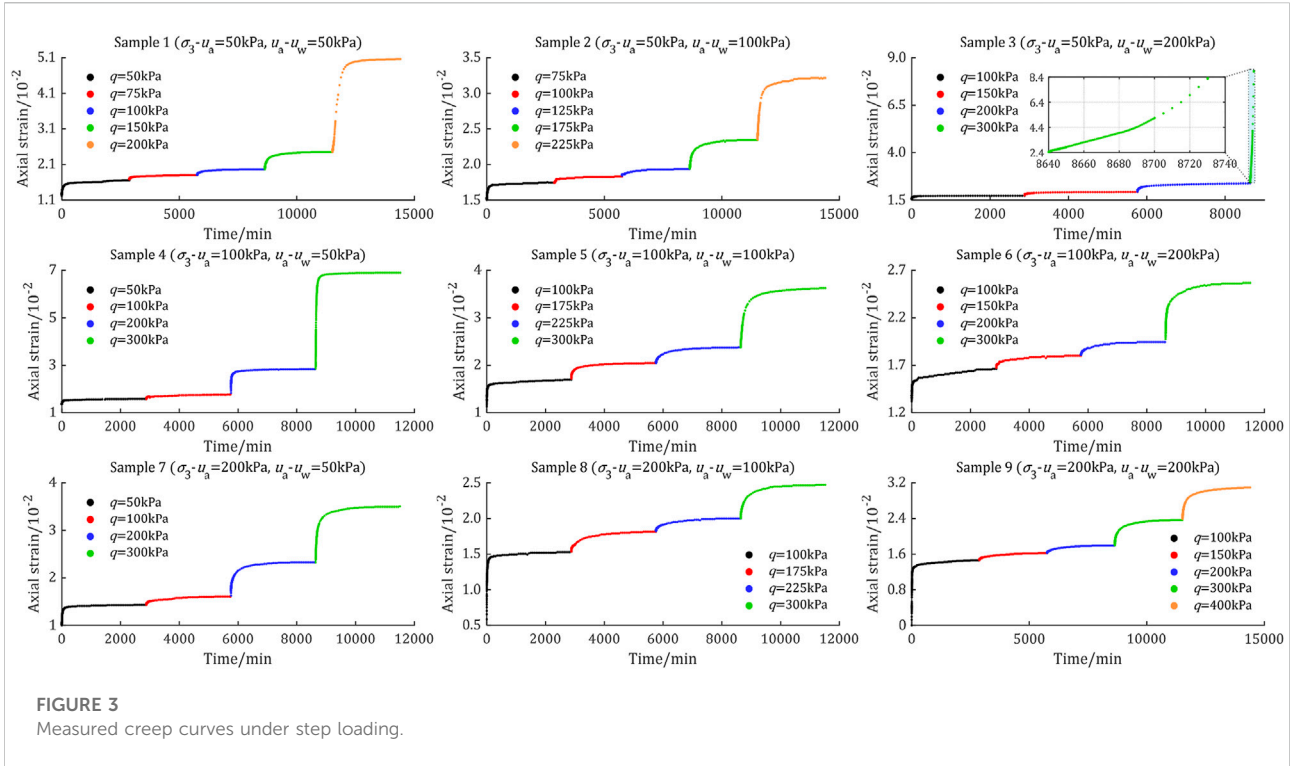 Sample 1 (σ3-ua=50kPa, ua-uw=50kPa)
5.1
4.1
3.1
2.1
1.1
Axial strain/10-2
q=50kPa
q=75kPa
q=100kPa
q=150kPa
q=200kPa
0 5000 10000 15000
Time/min
Sample 2 (σ3-ua=50kPa, ua-uw=100kPa)
3.5
3.0
2.5
2.0
1.5
Axial strain/10-2
q=75kPa
q=100kPa
q=125kPa
q=175kPa
q=225kPa
0 5000 10000 15000
Time/min
Sample 3 (σ3-ua=50kPa, ua-uw=200kPa)
9.0
7.5
6.0
4.5
3.0
1.5
Axial strain/10-2
q=100kPa
q=150kPa
q=200kPa
q=300kPa
8.4
6.4
4.4
2.4
8640 8660 8680 8700 8720 8740
0 2000 4000 6000 8000
Time/min
Sample 4 (σ3-ua=100kPa, ua-uw=50kPa)
7
5
3
1
Axial strain/10-2
q=50kPa
q=100kPa
q=200kPa
q=300kPa
0 2000 4000 6000 8000 10000 12000
Time/min
Sample 5 (σ3-ua=100kPa, ua-uw=100kPa)
4
3
2
1
Axial strain/10-2
q=100kPa
q=175kPa
q=225kPa
q=300kPa
0 2000 4000 6000 8000 10000 12000
Time/min
Sample 6 (σ3-ua=100kPa, ua-uw=200kPa)
2.7
2.2
1.7
1.2
Axial strain/10-2
q=100kPa
q=150kPa
q=200kPa
q=300kPa
0 2000 4000 6000 8000 10000 12000
Time/min
Sample 7 (σ3-ua=200kPa, ua-uw=50kPa)
4
3
2
1
Axial strain/10-2
q=50kPa
q=100kPa
q=200kPa
q=300kPa
0 2000 4000 6000 8000 10000 12000
Time/min
Sample 8 (σ3-ua=200kPa, ua-uw=100kPa)
2.5
2.0
1.5
1.0
0.5
Axial strain/10-2
q=100kPa
q=175kPa
q=225kPa
q=300kPa
0 2000 4000 6000 8000 10000 12000
Time/min
Sample 9 (σ3-ua=200kPa, ua-uw=200kPa)
3.2
2.4
1.6
0.8
0
Axial strain/10-2
q=100kPa
q=150kPa
q=200kPa
q=300kPa
q=400kPa
0 5000 10000 15000
Time/min
FIGURE 3
Measured creep curves under step loading.